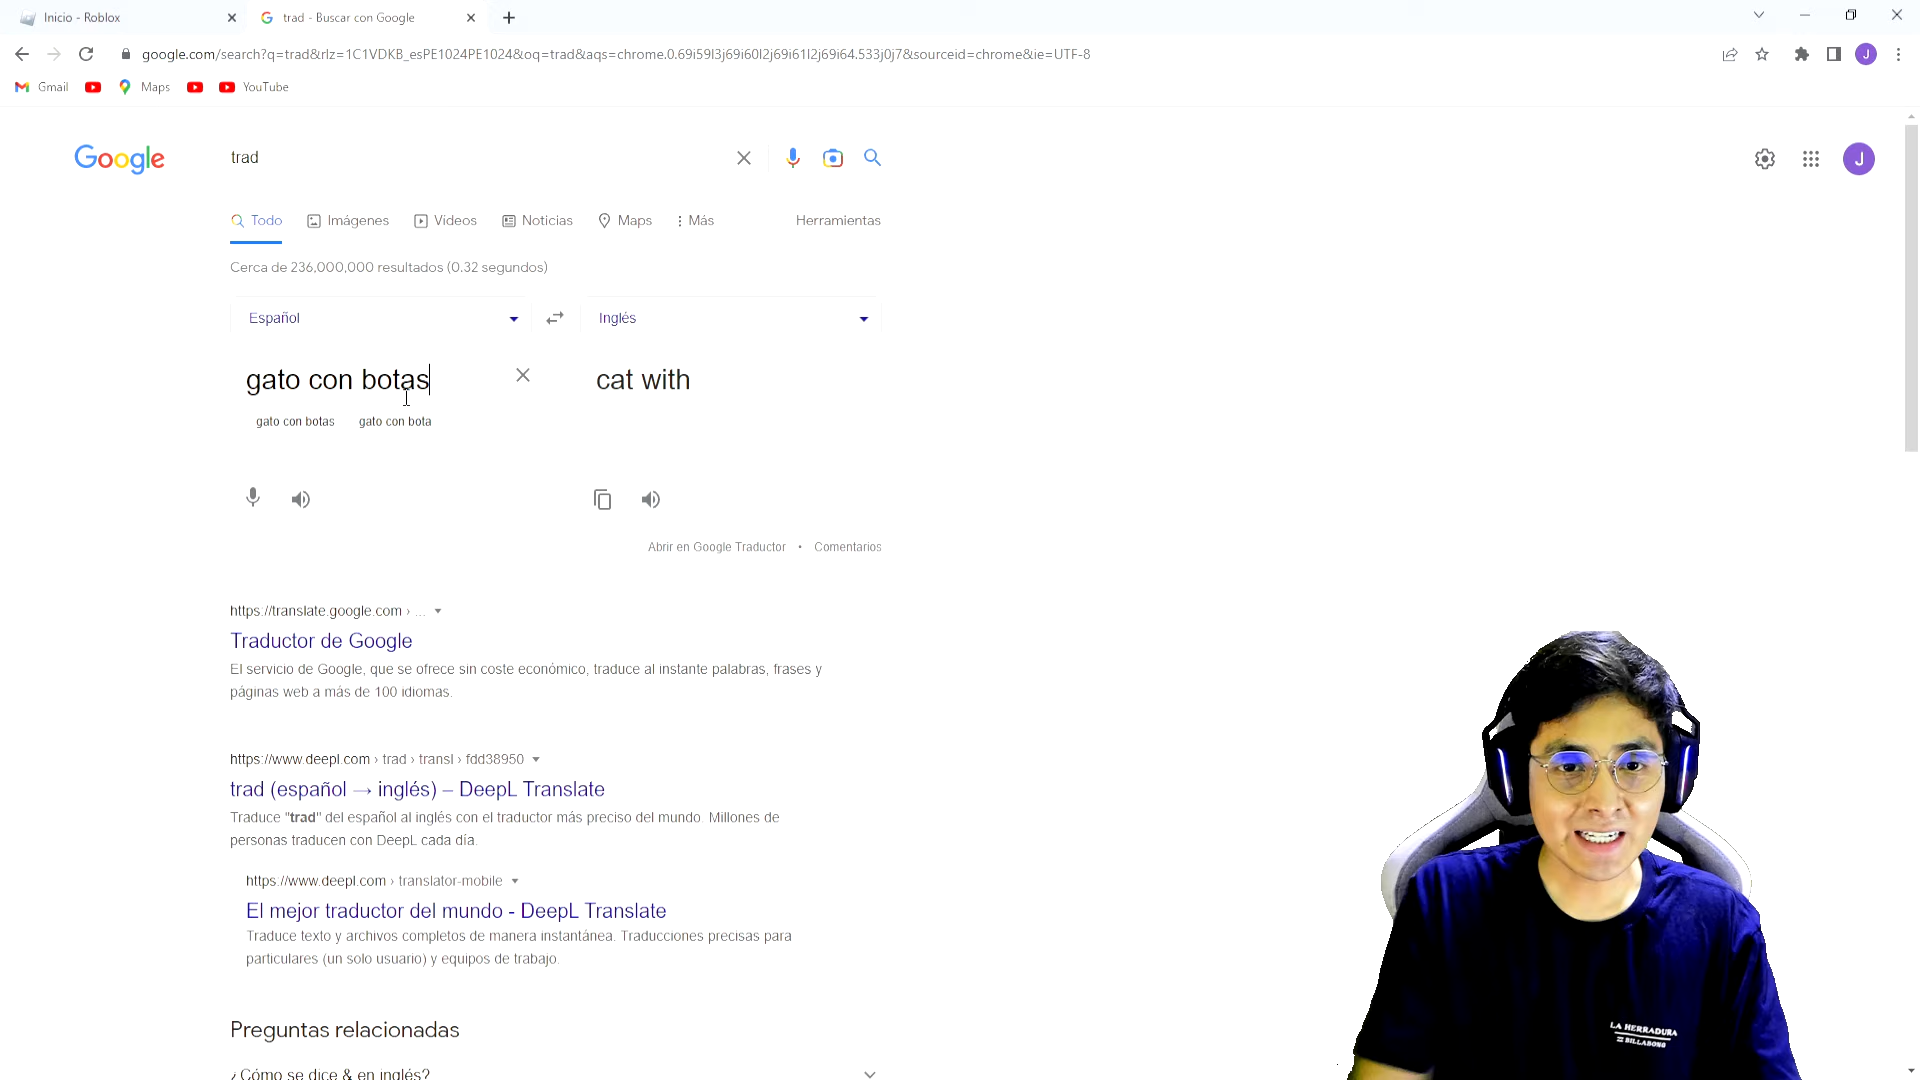 Inicio - Roblox
trad - Buscar con Google
google.com/search?q=trad&rlz=1C1VDKB_esPE1024PE1024&oq=trad&aqs=chrome.0.69i59l3j69i60l2j69i61l2j69i64.533j0j7&sourceid=chrome&ie=UTF-8
J
Gmail
Maps
YouTube
Google
trad
J
Todo
Imágenes
Vídeos
Noticias
Maps
Más
Herramientas
Cerca de 236,000,000 resultados (0.32 segundos)
Español
Inglés
gato con botas
cat with
gato con botas
gato con bota
Abrir en Google Traductor • Comentarios
https://translate.google.com › ...
Traductor de Google
El servicio de Google, que se ofrece sin coste económico, traduce al instante palabras, frases y
páginas web a más de 100 idiomas.
https://www.deepl.com › trad › transl › fdd38950
trad (español → inglés) – DeepL Translate
Traduce "trad" del español al inglés con el traductor más preciso del mundo. Millones de
personas traducen con DeepL cada día.
https://www.deepl.com › translator-mobile
El mejor traductor del mundo - DeepL Translate
Traduce texto y archivos completos de manera instantánea. Traducciones precisas para
particulares (un solo usuario) y equipos de trabajo.
Preguntas relacionadas
¿Cómo se dice & en inglés?
LA HERRADURA
BILLABONG